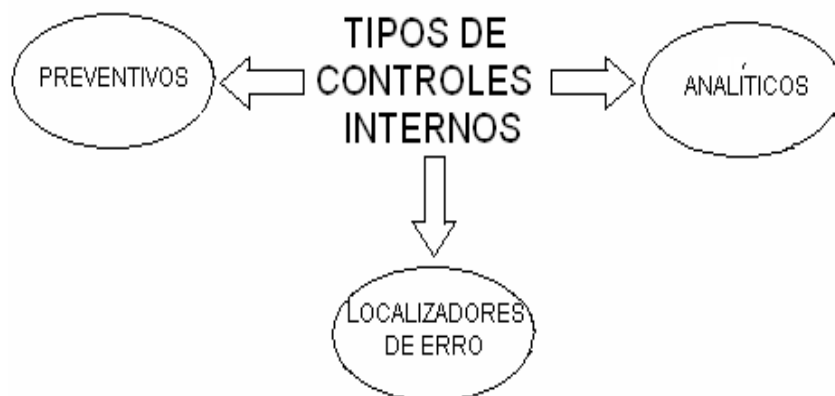 TIPOS DE
CONTROLES
INTERNOS
PREVENTIVOS
ANALÍTICOS
LOCALIZADORES
DE ERRO